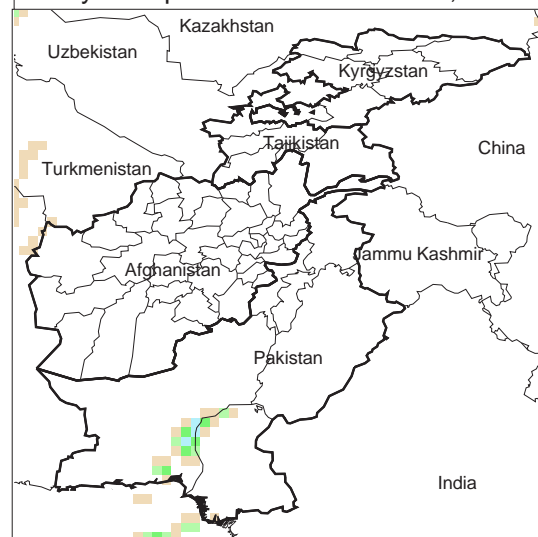 Kazakhstan
Uzbekistan
Kyrgyzstan
Tajikistan
China
Turkmenistan
Jammu Kashmir
Afghanistan
Pakistan
India